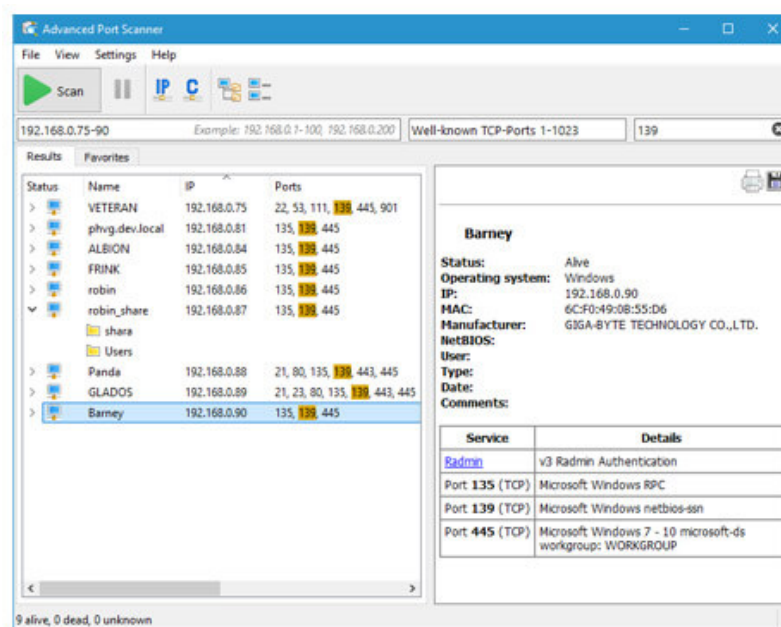 Advanced Port Scanner
File View Settings Help
Scan IP C
192.168.0.75-90 Example: 192.168.0.1-100, 192.168.0.200 Well-known TCP-Ports 1-1023 139
Results Favorites
Status Name IP Ports
VETERAN 192.168.0.75 22, 53, 111, 139, 445, 901
phvg.dev.local 192.168.0.81 135, 139, 445
ALBION 192.168.0.84 135, 139, 445
FRINK 192.168.0.85 135, 139, 445
robin 192.168.0.86 135, 139, 445
robin_share 192.168.0.87 135, 139, 445
shara
Users
Panda 192.168.0.88 21, 80, 135, 139, 443, 445
GLADOS 192.168.0.89 21, 23, 80, 135, 139, 443, 445
Barney 192.168.0.90 135, 139, 445
Barney
Status: Alive
Operating system: Windows
IP: 192.168.0.90
MAC: 6C:F0:49:0B:55:D6
Manufacturer: GIGA-BYTE TECHNOLOGY CO.,LTD.
NetBIOS:
User:
Type:
Date:
Comments:
Service Details
Radmin v3 Radmin Authentication
Port 135 (TCP) Microsoft Windows RPC
Port 139 (TCP) Microsoft Windows netbios-ssn
Port 445 (TCP) Microsoft Windows 7 - 10 microsoft-ds
workgroup: WORKGROUP
9 alive, 0 dead, 0 unknown